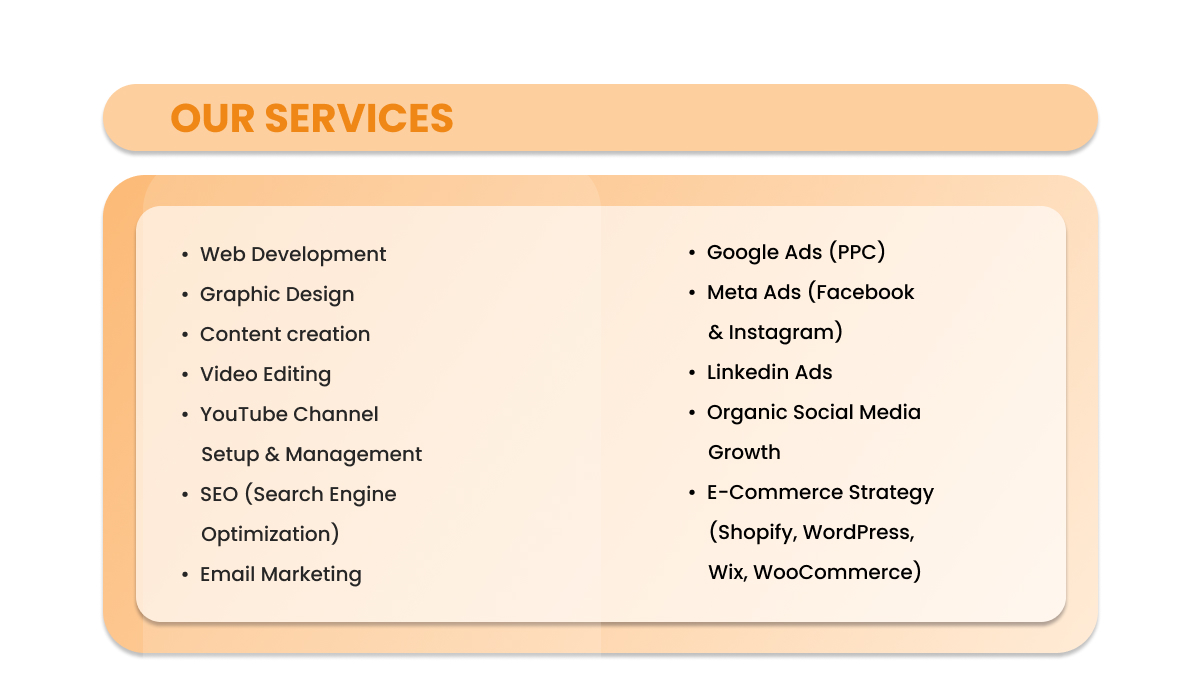 OUR SERVICES
• Web Development
• Graphic Design
• Content creation
• Video Editing
• YouTube Channel
Setup & Management
• SEO (Search Engine
Optimization)
• Email Marketing
• Google Ads (PPC)
• Meta Ads (Facebook
& Instagram)
• Linkedin Ads
• Organic Social Media
Growth
• E-Commerce Strategy
(Shopify, WordPress,
Wix, WooCommerce)